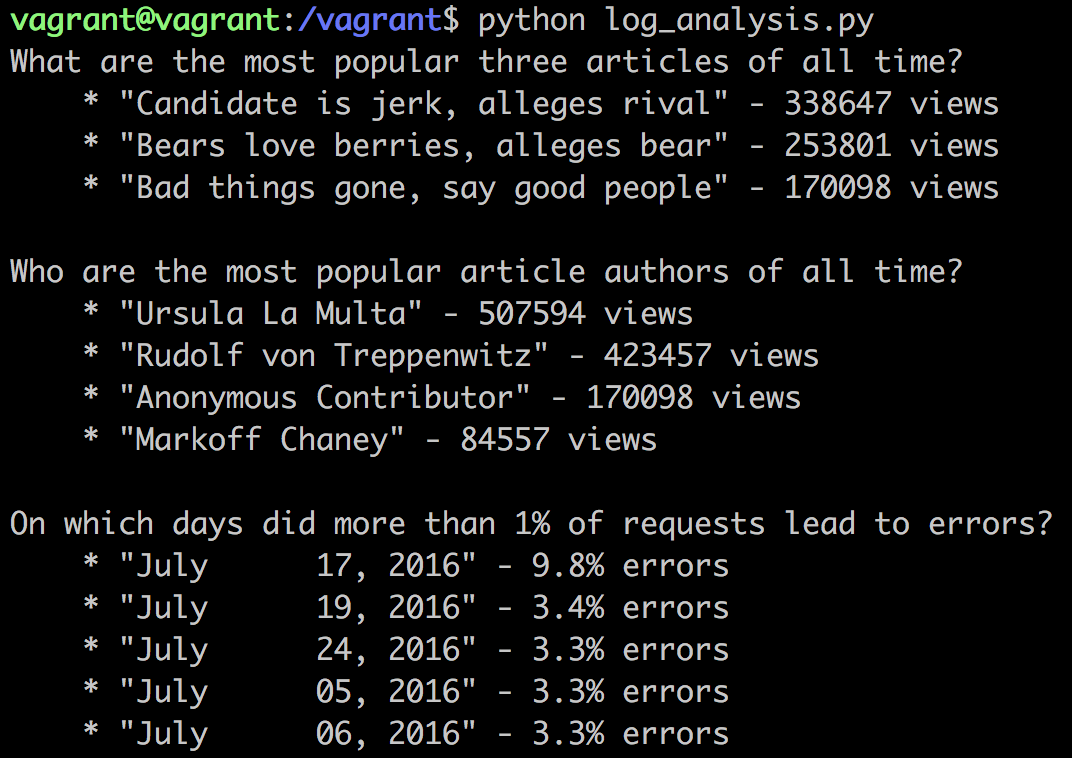 vagrant@vagrant:/vagrant$ python log_analysis.py
What are the most popular three articles of all time?
    * "Candidate is jerk, alleges rival" - 338647 views
    * "Bears love berries, alleges bear" - 253801 views
    * "Bad things gone, say good people" - 170098 views

Who are the most popular article authors of all time?
    * "Ursula La Multa" - 507594 views
    * "Rudolf von Treppenwitz" - 423457 views
    * "Anonymous Contributor" - 170098 views
    * "Markoff Chaney" - 84557 views

On which days did more than 1% of requests lead to errors?
    * "July      17, 2016" - 9.8% errors
    * "July      19, 2016" - 3.4% errors
    * "July      24, 2016" - 3.3% errors
    * "July      05, 2016" - 3.3% errors
    * "July      06, 2016" - 3.3% errors